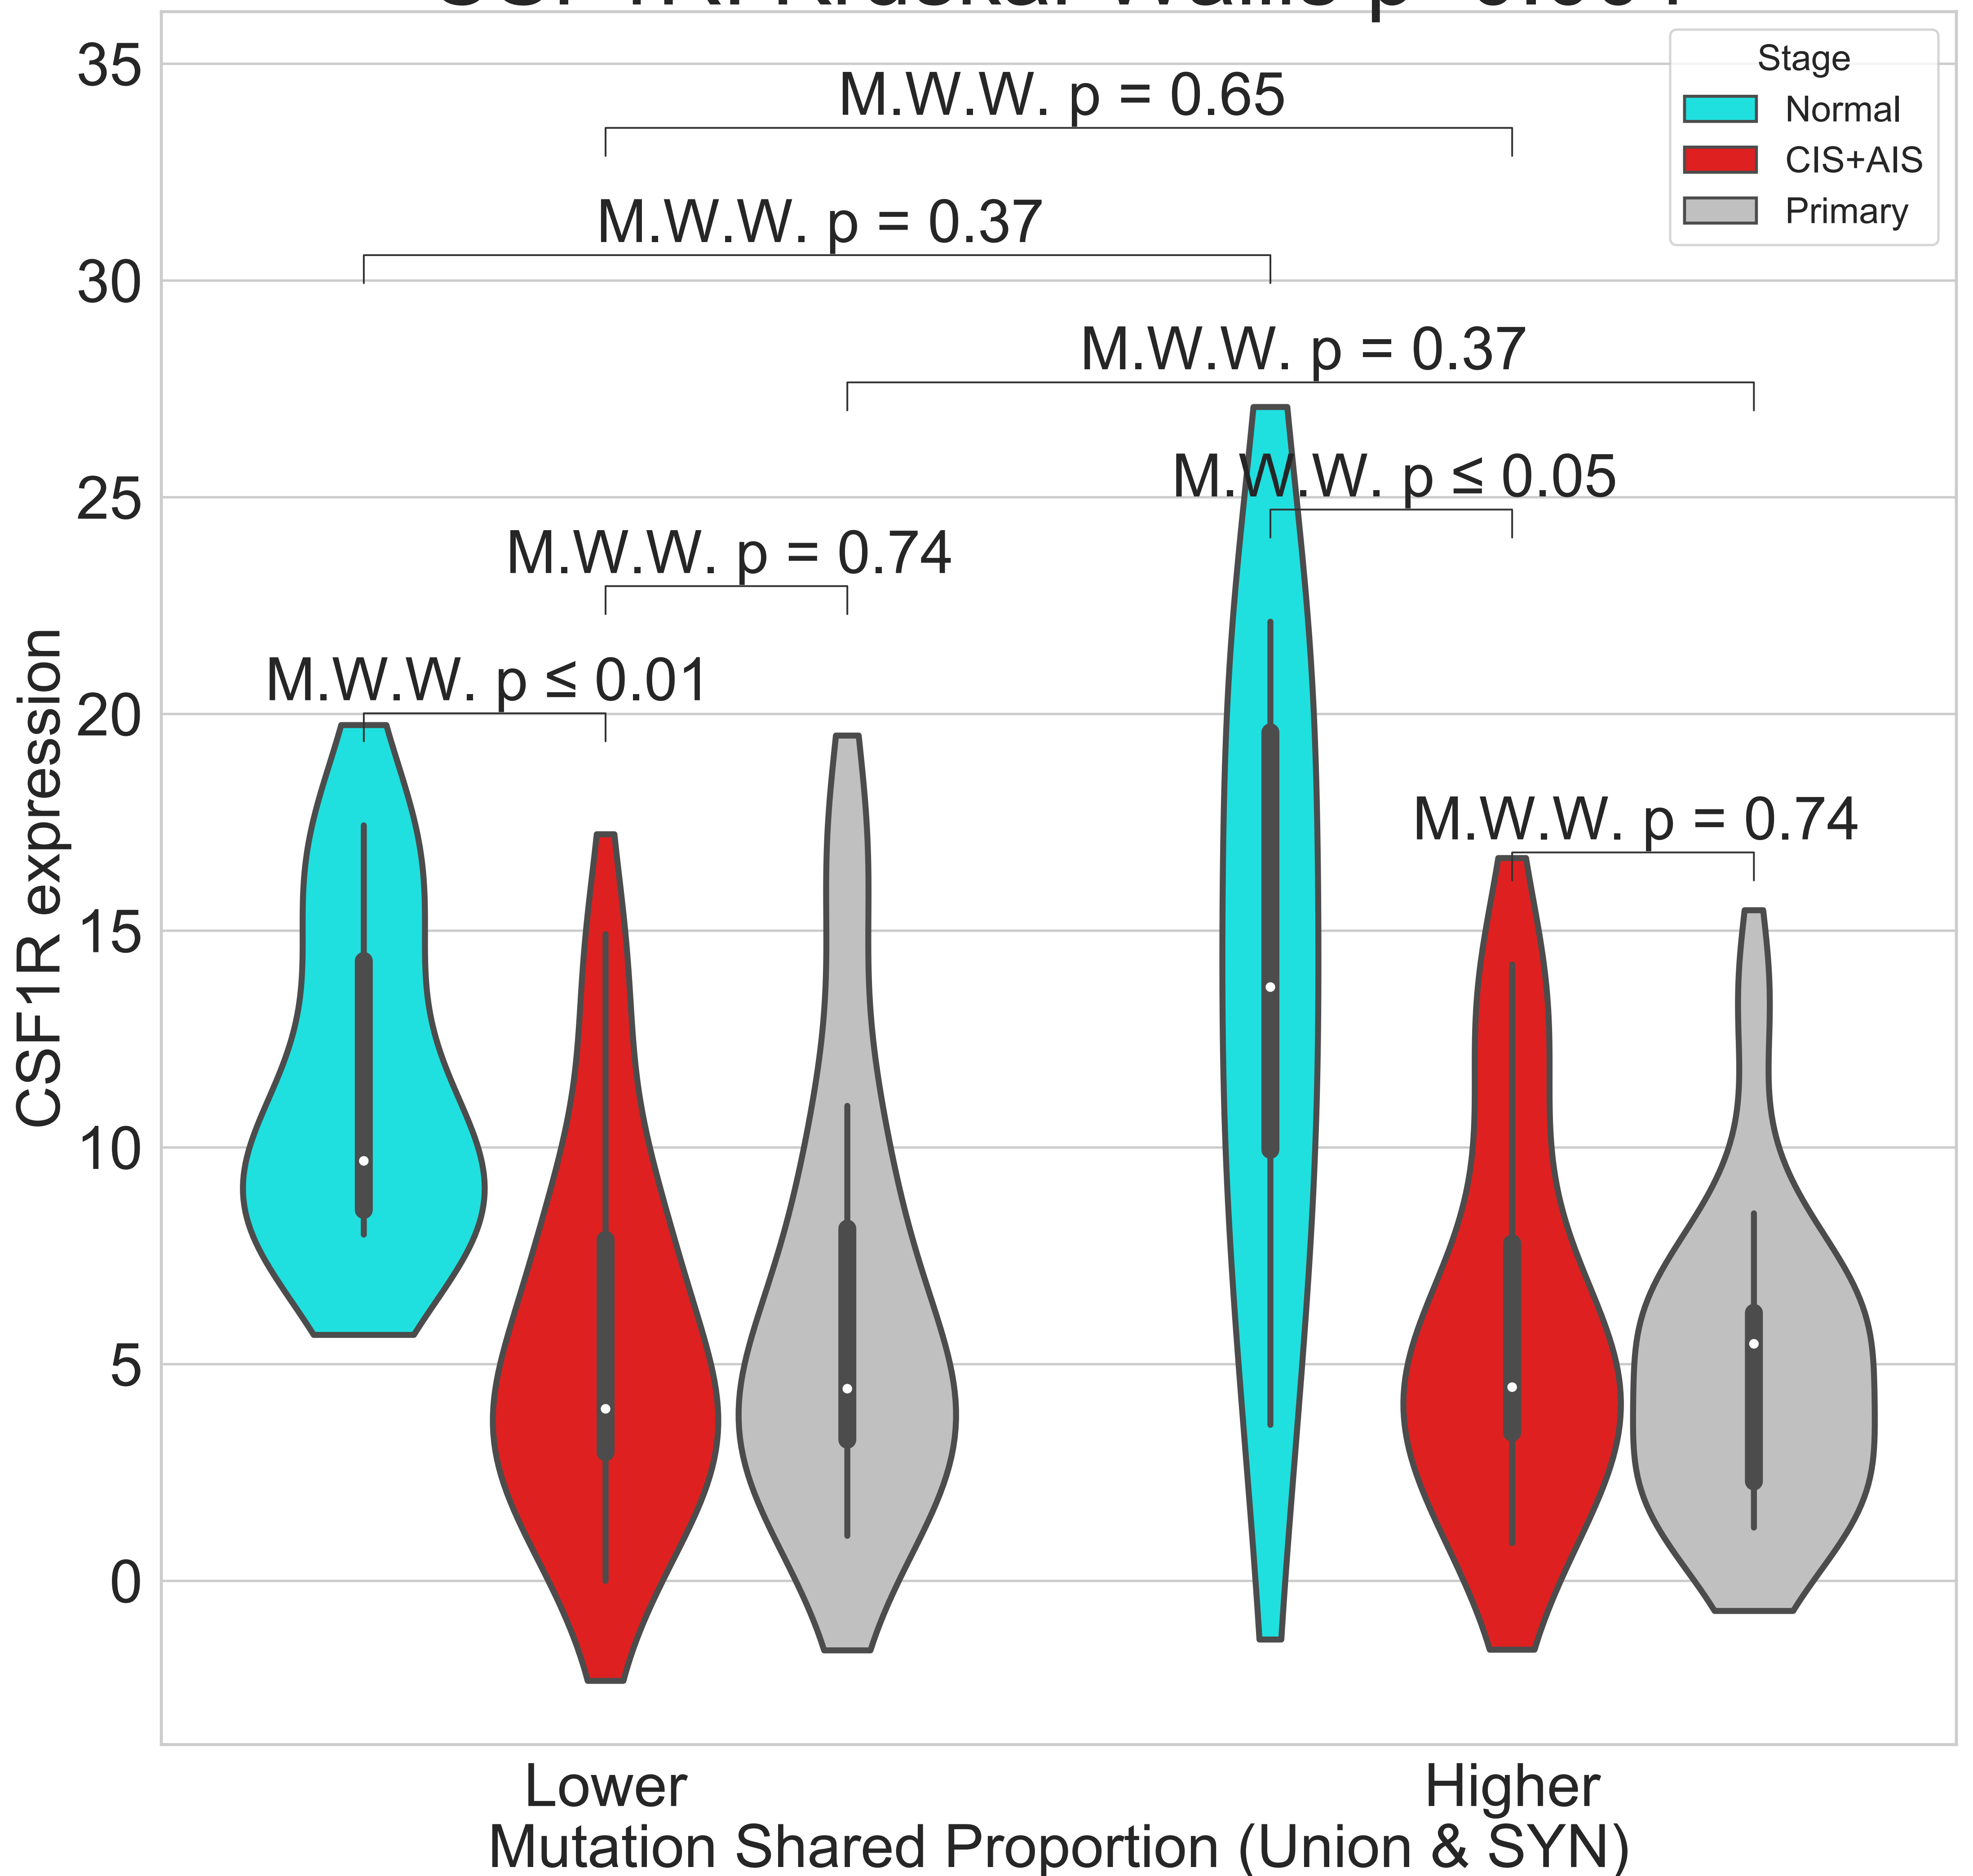 35
30
25
20
15
10
5
0
CSF1R expression
M.W.W. p = 0.65
M.W.W. p = 0.37
M.W.W. p = 0.37
M.W.W. p ≤ 0.05
M.W.W. p = 0.74
M.W.W. p ≤ 0.01
M.W.W. p = 0.74
Stage
Normal
CIS+AIS
Primary
Lower
Higher
Mutation Shared Proportion (Union & SYN)